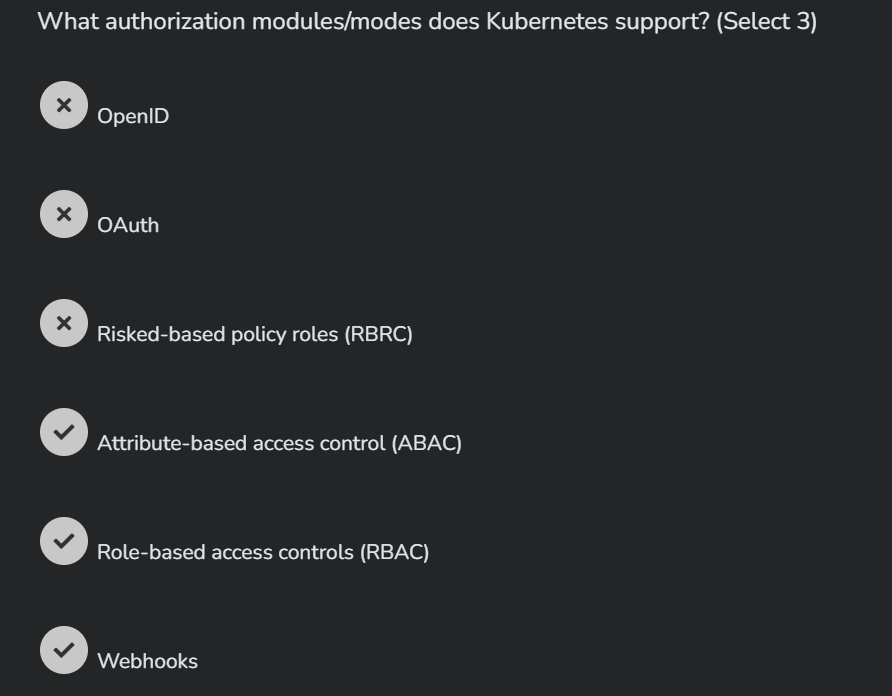 What authorization modules/modes does Kubernetes support? (Select 3)
OpenID
OAuth
Risked-based policy roles (RBRC)
Attribute-based access control (ABAC)
Role-based access controls (RBAC)
Webhooks